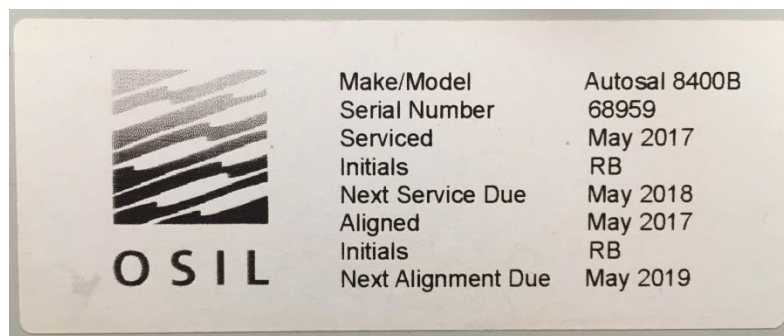 OSIL
Make/Model Autosal 8400B
Serial Number 68959
Serviced May 2017
Initials RB
Next Service Due May 2018
Aligned May 2017
Initials RB
Next Alignment Due May 2019